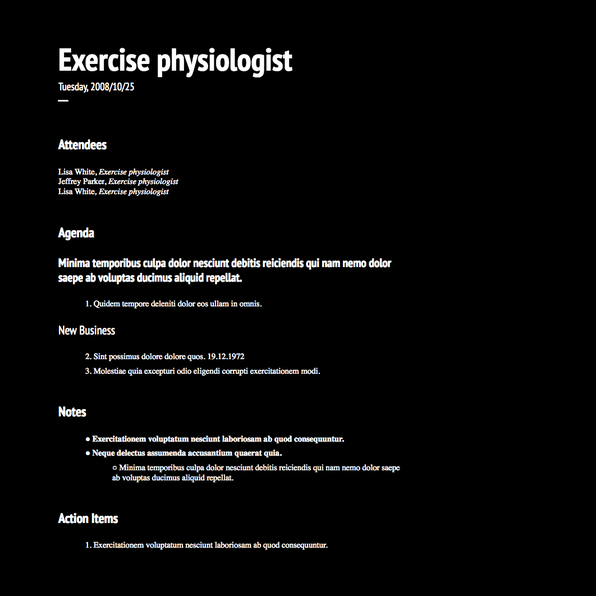 Exercise physiologist
Tuesday, 2008/10/25
Attendees
Lisa White, Exercise physiologist
Jeffrey Parker, Exercise physiologist
Lisa White, Exercise physiologist
Agenda
Minima temporibus culpa dolor nesciunt debitis reiciendis qui nam nemo dolor
saepe ab voluptas ducimus aliquid repellat.
1. Quidem tempore deleniti dolor eos ullam in omnis.
New Business
2. Sint possimus dolore dolore quos. 19.12.1972
3. Molestiae quia excepturi odio eligendi corrupti exercitationem modi.
Notes
● Exercitationem voluptatum nesciunt laboriosam ab quod consequuntur.
● Neque delectus assumenda accusantium quaerat quia.
○ Minima temporibus culpa dolor nesciunt debitis reiciendis qui nam nemo dolor saepe
ab voluptas ducimus aliquid repellat.
Action Items
1. Exercitationem voluptatum nesciunt laboriosam ab quod consequuntur.